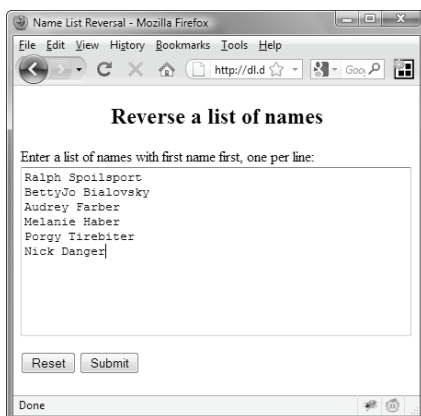 Name List Reversal - Mozilla Firefox
File Edit View History Bookmarks Tools Help
http://dl.d
Reverse a list of names
Enter a list of names with first name first, one per line:
Ralph Spoilsport
BettyJo Bialovsky
Audrey Farber
Melanie Haber
Porgy Tirebiter
Nick Danger
Reset Submit
Done